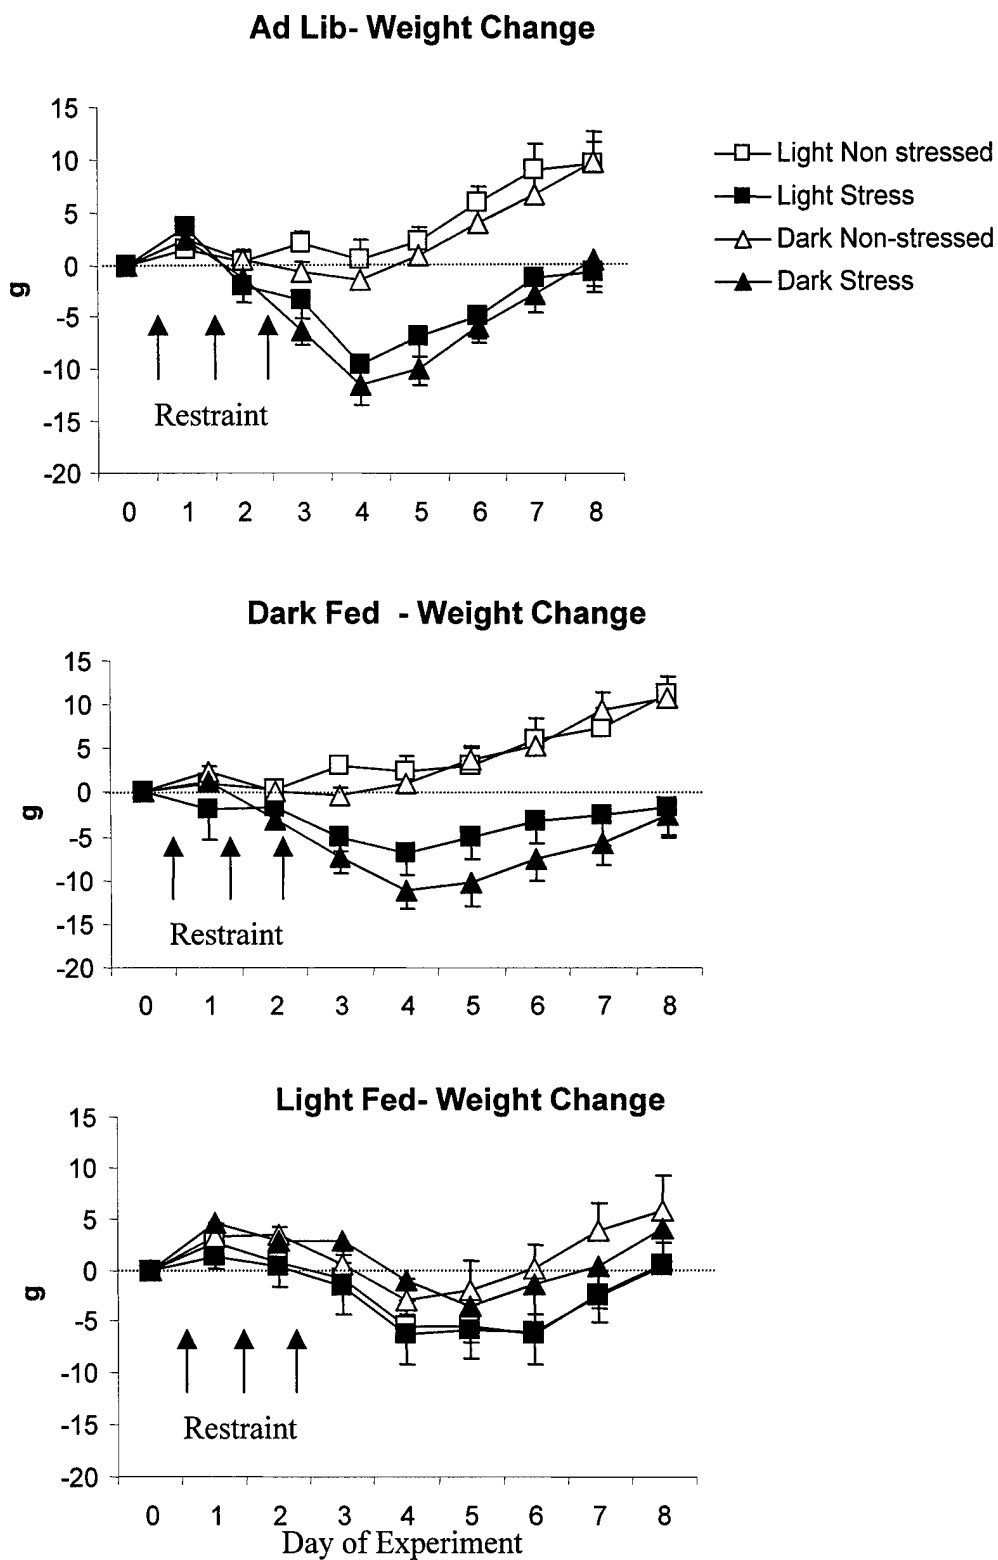 Ad Lib- Weight Change
15
10
5
0
-5
-10
-15
-20
g
Restraint
0 1 2 3 4 5 6 7 8
Light Non stressed
Light Stress
Dark Non-stressed
Dark Stress
Dark Fed - Weight Change
15
10
5
0
-5
-10
-15
-20
g
Restraint
0 1 2 3 4 5 6 7 8
Light Fed- Weight Change
15
10
5
0
-5
-10
-15
-20
g
Restraint
0 1 2 3 4 5 6 7 8
Day of Experiment